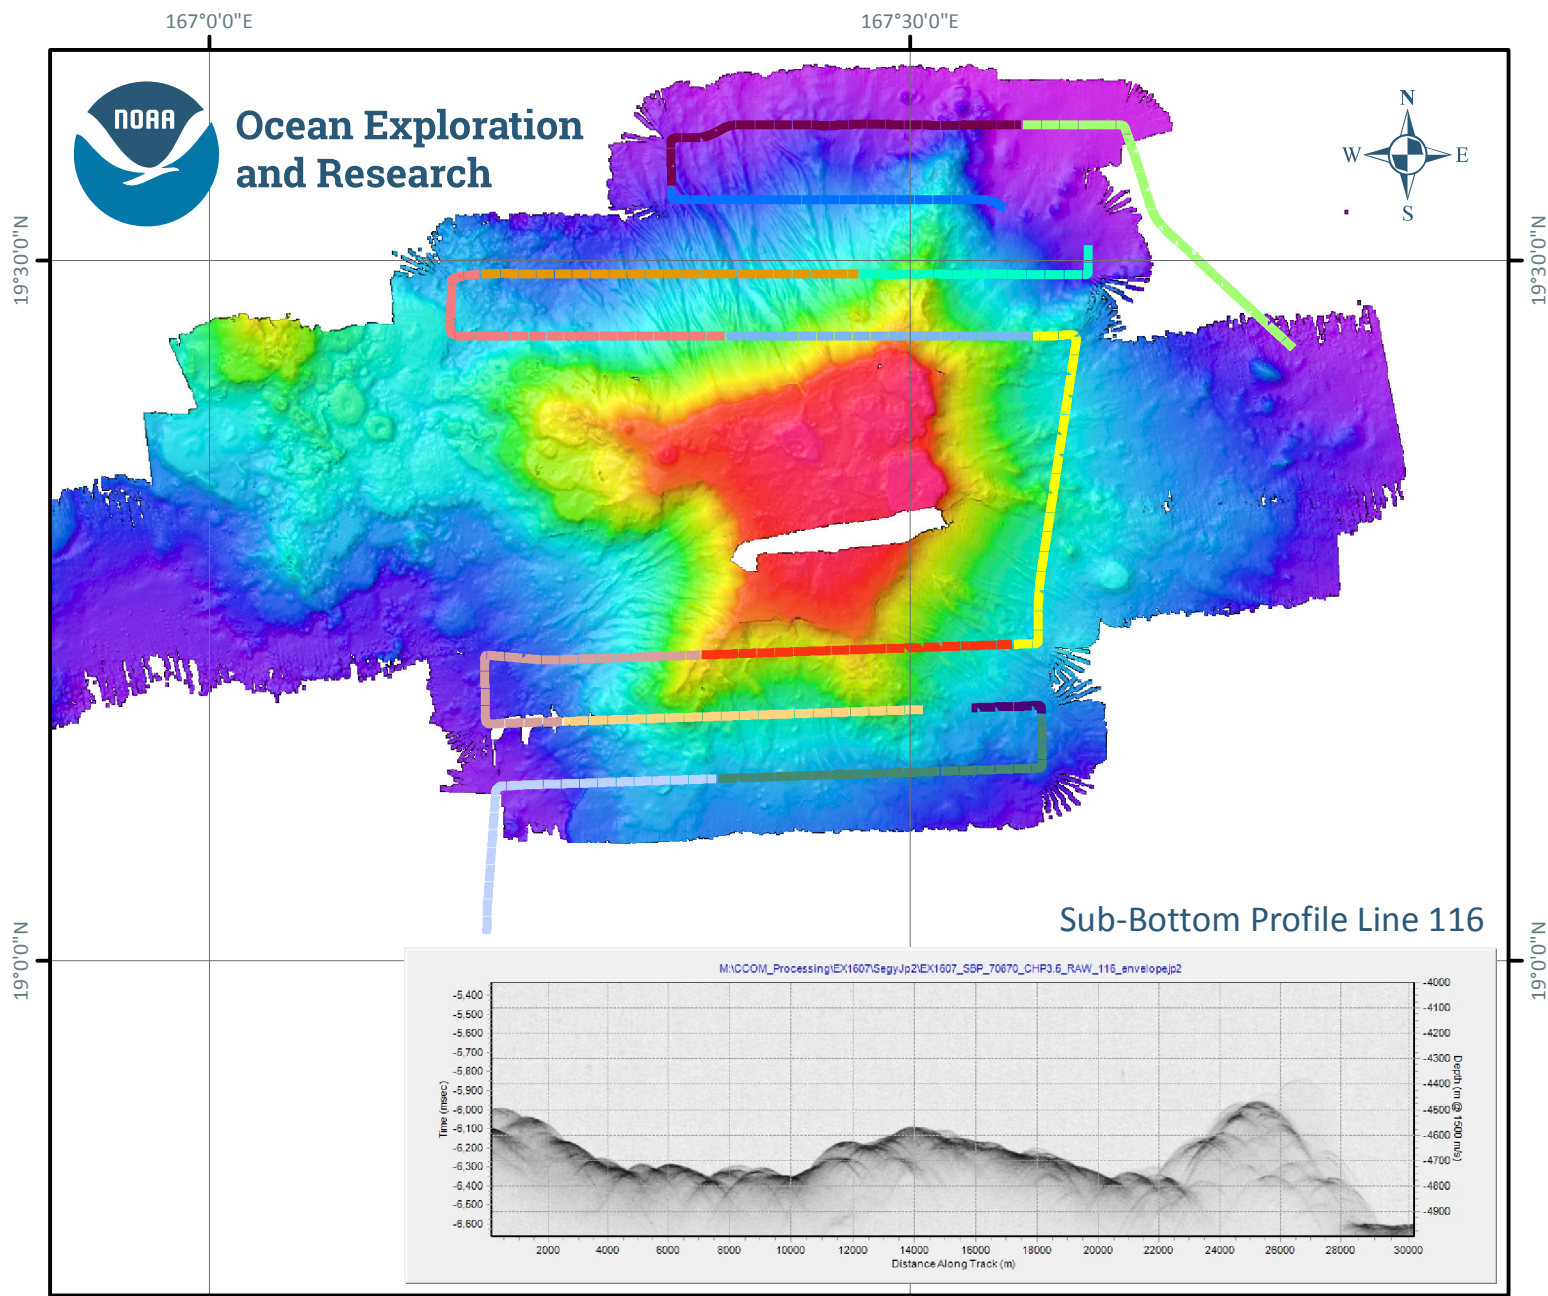 167°0'0"E
167°30'0"E
NOAA
Ocean Exploration
and Research
N
W
E
S
19°30'0"N
19°30'0"N
19°0'0"N
19°0'0"N
Sub-Bottom Profile Line 116
M:\CCOM_Processing\EX1607\SegyJp2\EX1607_SBP_70870_CHP3.5_RAW_116_envelope.jp2
Time (msec)
-5,400
-5,500
-5,600
-5,700
-5,800
-5,900
-6,000
-6,100
-6,200
-6,300
-6,400
-6,500
-6,600
-4000
-4100
-4200
-4300
-4400
-4500
-4600
-4700
-4800
-4900
Depth (m @ 1500 m/s)
2000 4000 6000 8000 10000 12000 14000 16000 18000 20000 22000 24000 26000 28000 30000
Distance Along Track (m)